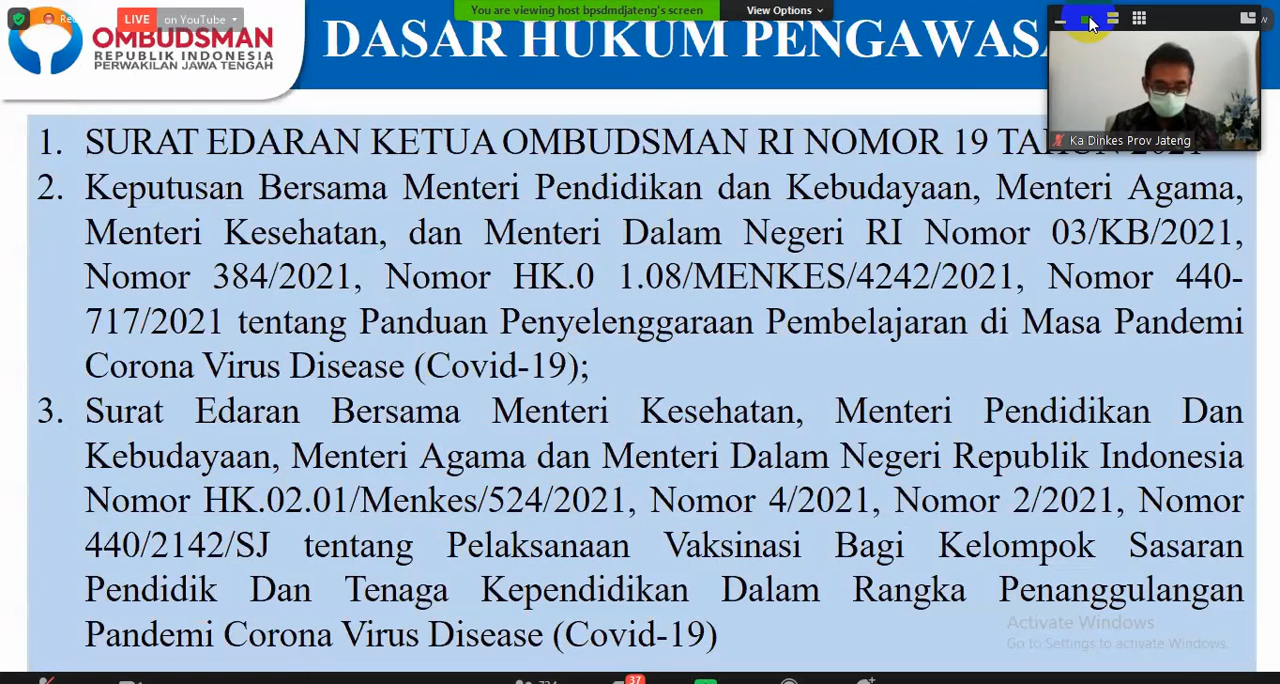 LIVE on YouTube
You are viewing host bpsdmdjateng's screen
View Options
OMBUDSMAN
REPUBLIK INDONESIA
PERWAKILAN JAWA TENGAH
DASAR HUKUM
Ka Dinkes Prov Jateng
1. SURAT EDARAN KETUA OMBUDSMAN RI NOMOR 19
2. Keputusan Bersama Menteri Pendidikan dan Kebudayaan, Menteri Agama,
Menteri Kesehatan, dan Menteri Dalam Negeri RI Nomor 03/KB/2021,
Nomor 384/2021, Nomor HK.0 1.08/MENKES/4242/2021, Nomor 440-
717/2021 tentang Panduan Penyelenggaraan Pembelajaran di Masa Pandemi
Corona Virus Disease (Covid-19);
3. Surat Edaran Bersama Menteri Kesehatan, Menteri Pendidikan Dan
Kebudayaan, Menteri Agama dan Menteri Dalam Negeri Republik Indonesia
Nomor HK.02.01/Menkes/524/2021, Nomor 4/2021, Nomor 2/2021, Nomor
440/2142/SJ tentang Pelaksanaan Vaksinasi Bagi Kelompok Sasaran
Pendidik Dan Tenaga Kependidikan Dalam Rangka Penanggulangan
Pandemi Corona Virus Disease (Covid-19)
Activate Windows
Go to Settings to activate Windows.
37